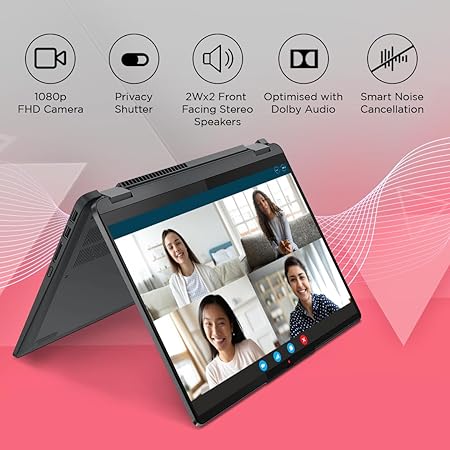 1080p
FHD Camera
Privacy
Shutter
2Wx2 Front
Facing Stereo
Speakers
Optimised with
Dolby Audio
Smart Noise
Cancellation